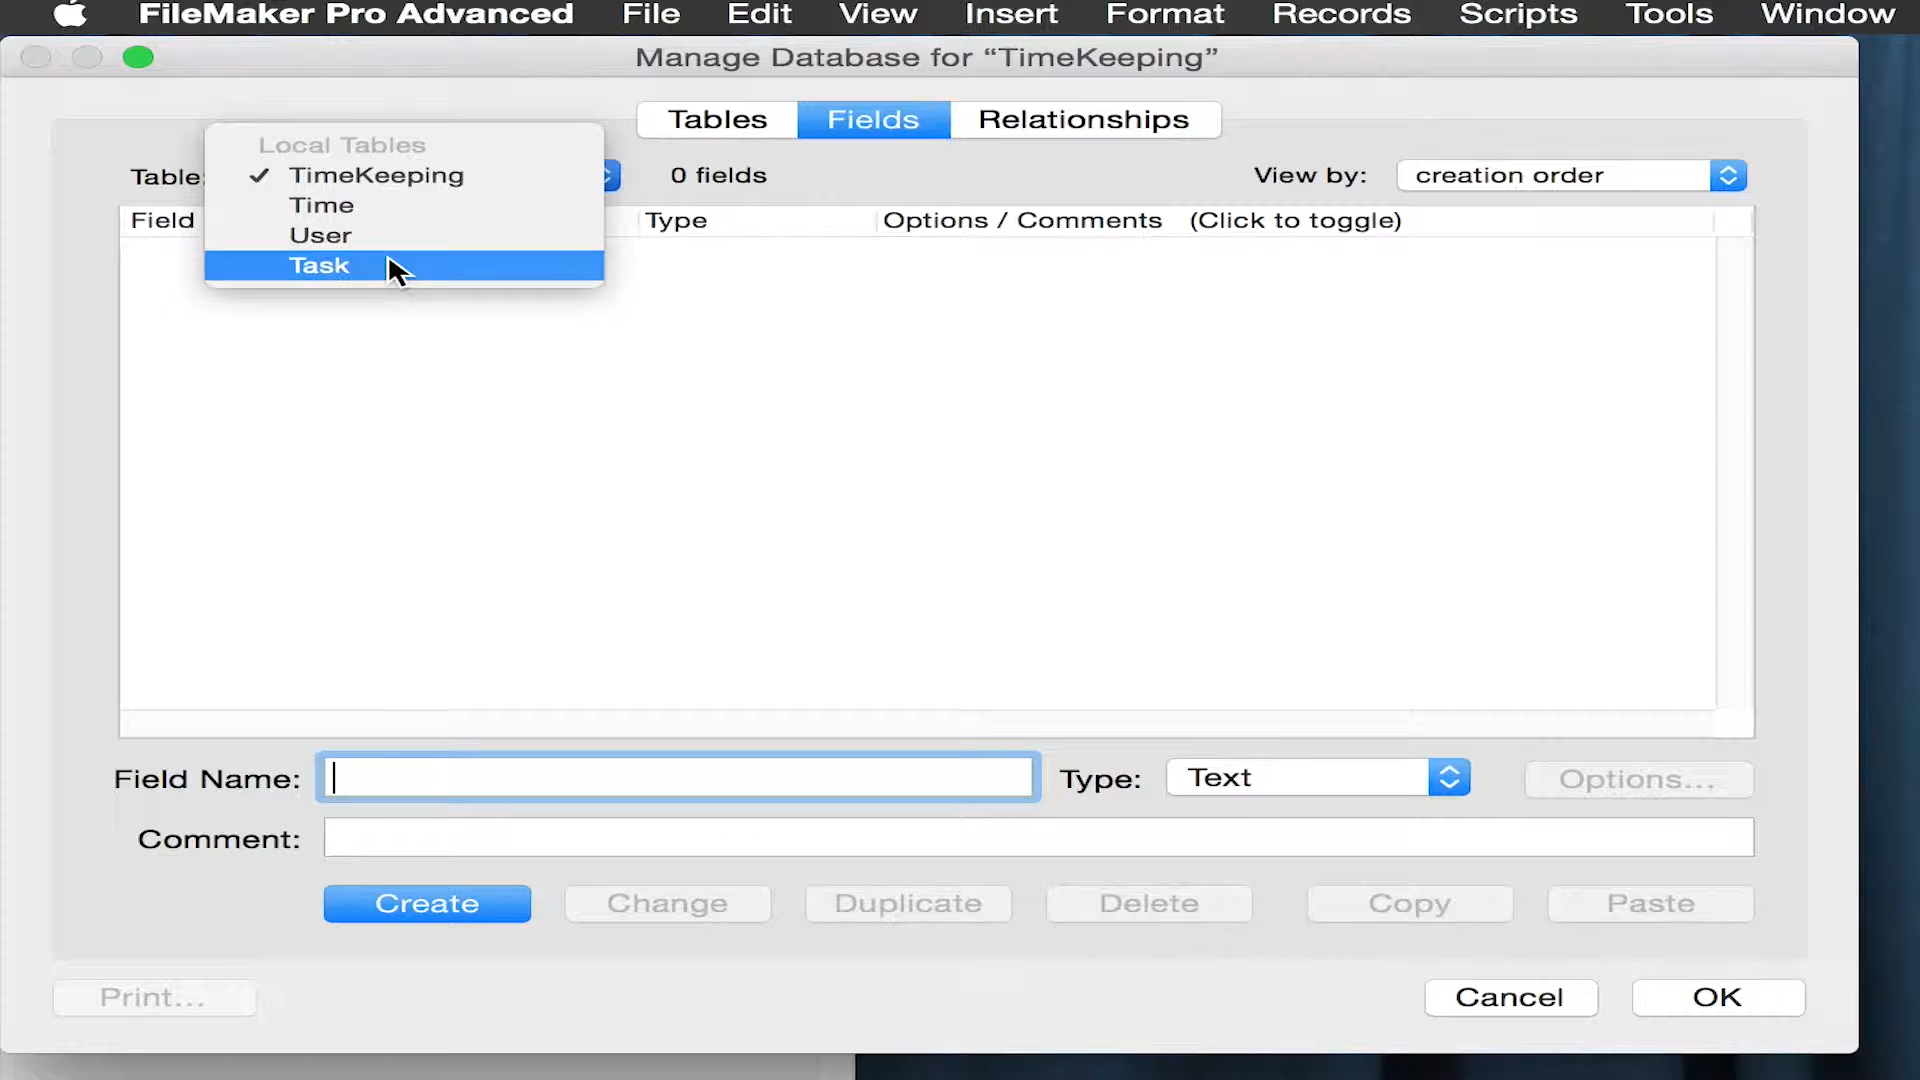 FileMaker Pro Advanced File Edit View Insert Format Records Scripts Tools Window
Manage Database for “TimeKeeping”
Tables Fields Relationships
Local Tables
Table: ✓ TimeKeeping 0 fields View by: creation order
Time
Field Type Options / Comments (Click to toggle)
User
Task
Field Name: Type: Text Options...
Comment:
Create Change Duplicate Delete Copy Paste
Print... Cancel OK